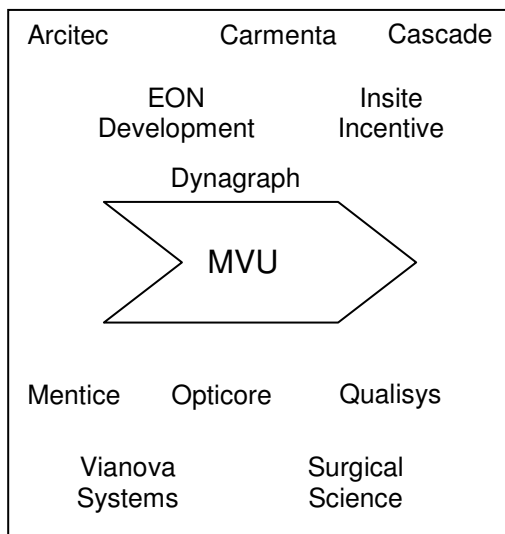 Arcitec Carmenta Cascade
EON Insite
Development Incentive
Dynagraph
MVU
Mentice Opticore Qualisys
Vianova Surgical
Systems Science